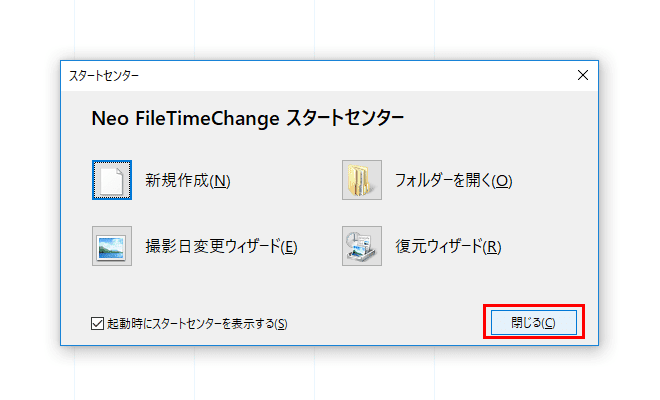 スタートセンター
Neo FileTimeChange スタートセンター
新規作成(N)
フォルダーを開く(O)
撮影日変更ウィザード(E)
復元ウィザード(R)
起動時にスタートセンターを表示する(S)
閉じる(C)